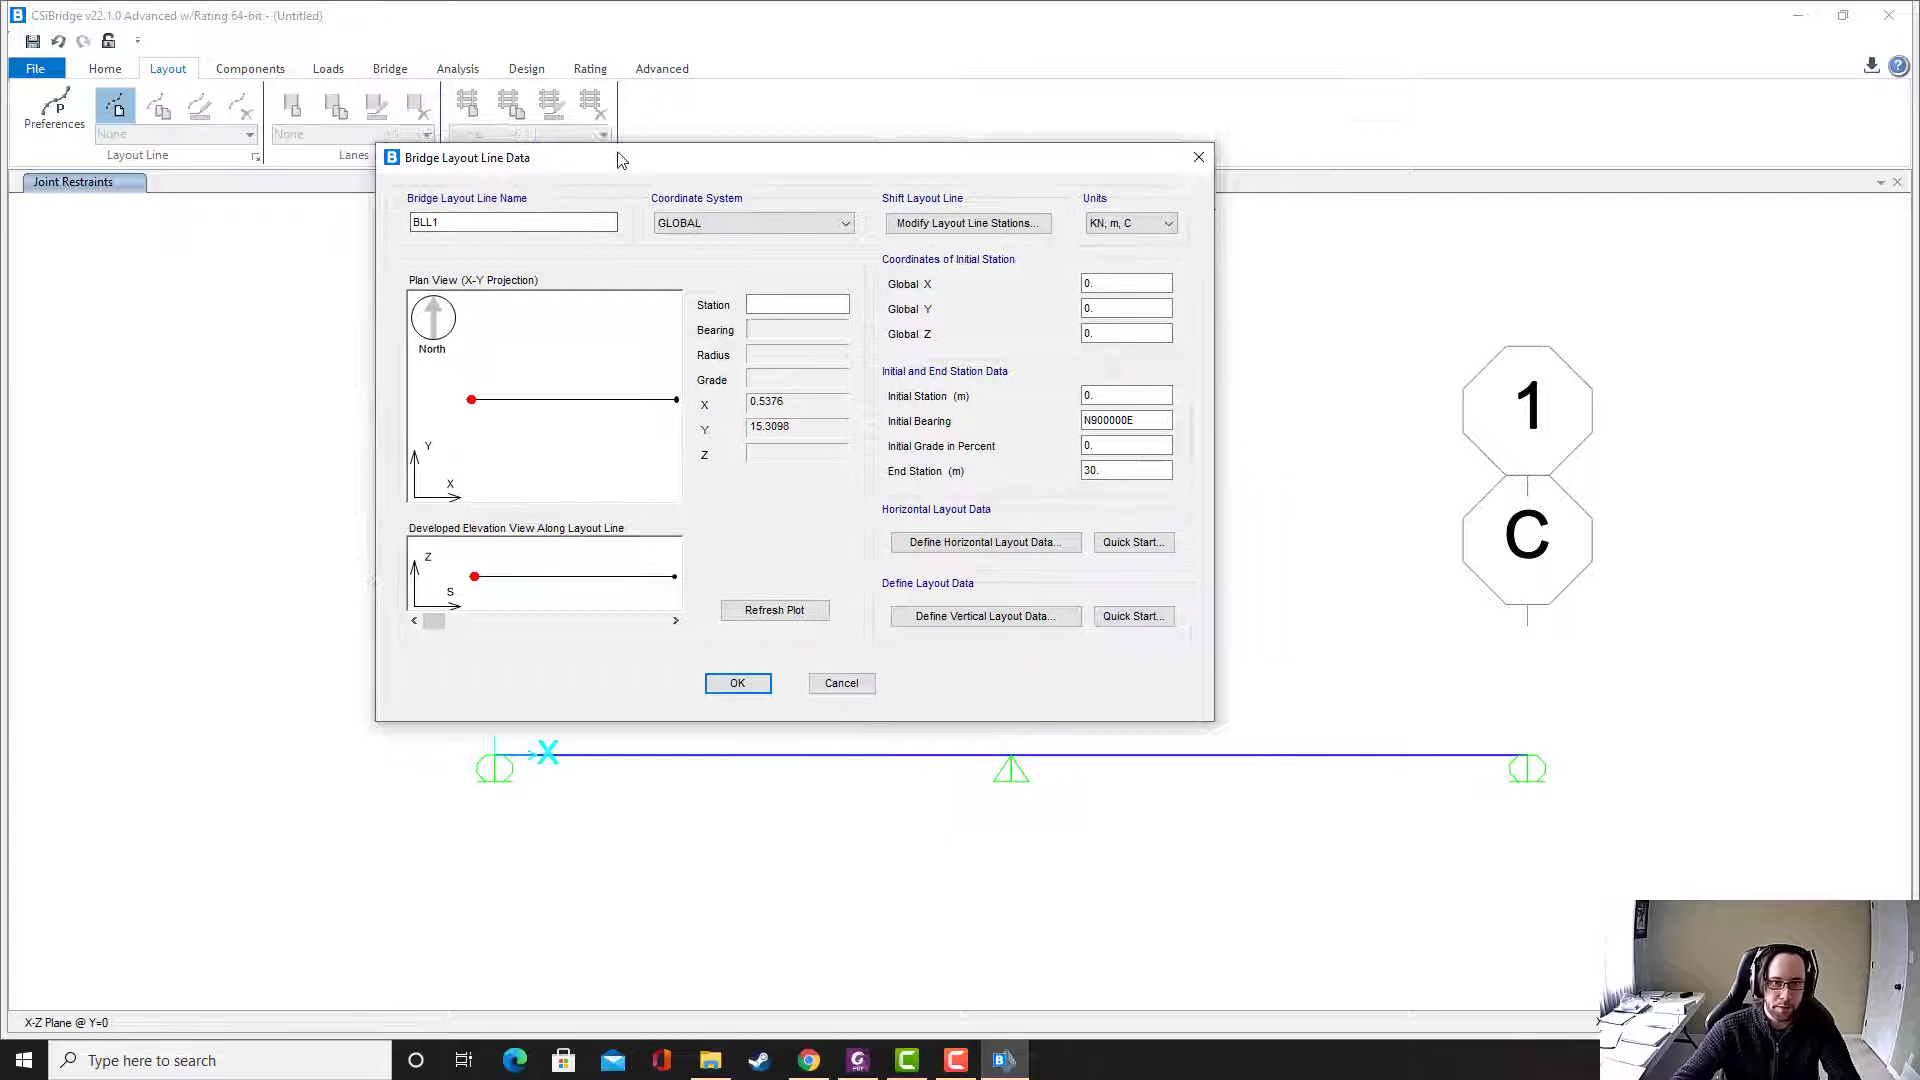 CSiBridge v22.1.0 Advanced w/Rating 64-bit - (Untitled)
File Home Layout Components Loads Bridge Analysis Design Rating Advanced
Preferences
None
None
Layout Line
Lanes
Joint Restraints
Bridge Layout Line Data
Bridge Layout Line Name
BLL1
Coordinate System
GLOBAL
Shift Layout Line
Modify Layout Line Stations...
Units
KN, m, C
Plan View (X-Y Projection)
North
Y
X
Station
Bearing
Radius
Grade
X 0.5376
Y 15.3098
Z
Coordinates of Initial Station
Global X 0.
Global Y 0.
Global Z 0.
Initial and End Station Data
Initial Station (m) 0.
Initial Bearing N900000E
Initial Grade in Percent 0.
End Station (m) 30.
Horizontal Layout Data
Define Horizontal Layout Data... Quick Start...
Developed Elevation View Along Layout Line
Z
S
Refresh Plot
Define Layout Data
Define Vertical Layout Data... Quick Start...
OK Cancel
1
C
X
X-Z Plane @ Y=0
Type here to search